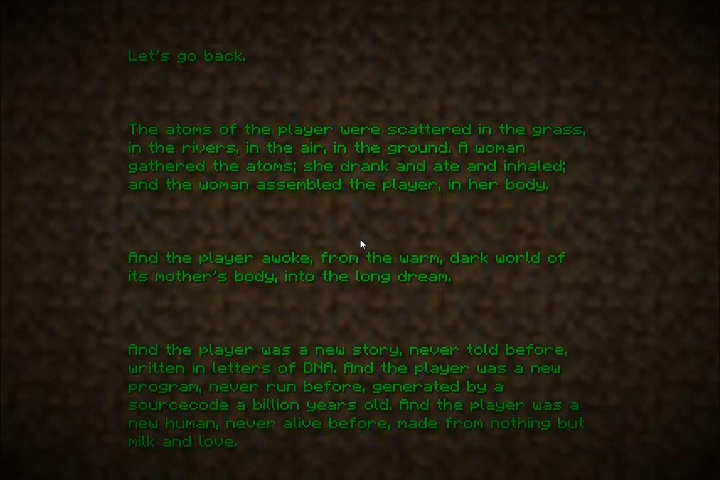 Let's go back.
The atoms of the player were scattered in the grass,
in the rivers, in the air, in the ground. A woman
gathered the atoms; she drank and ate and inhaled;
and the woman assembled the player, in her body.
And the player awoke, from the warm, dark world of
its mother's body, into the long dream.
And the player was a new story, never told before,
written in letters of DNA. And the player was a new
program, never run before, generated by a
sourcecode a billion years old. And the player was a
new human, never alive before, made from nothing but
milk and love.